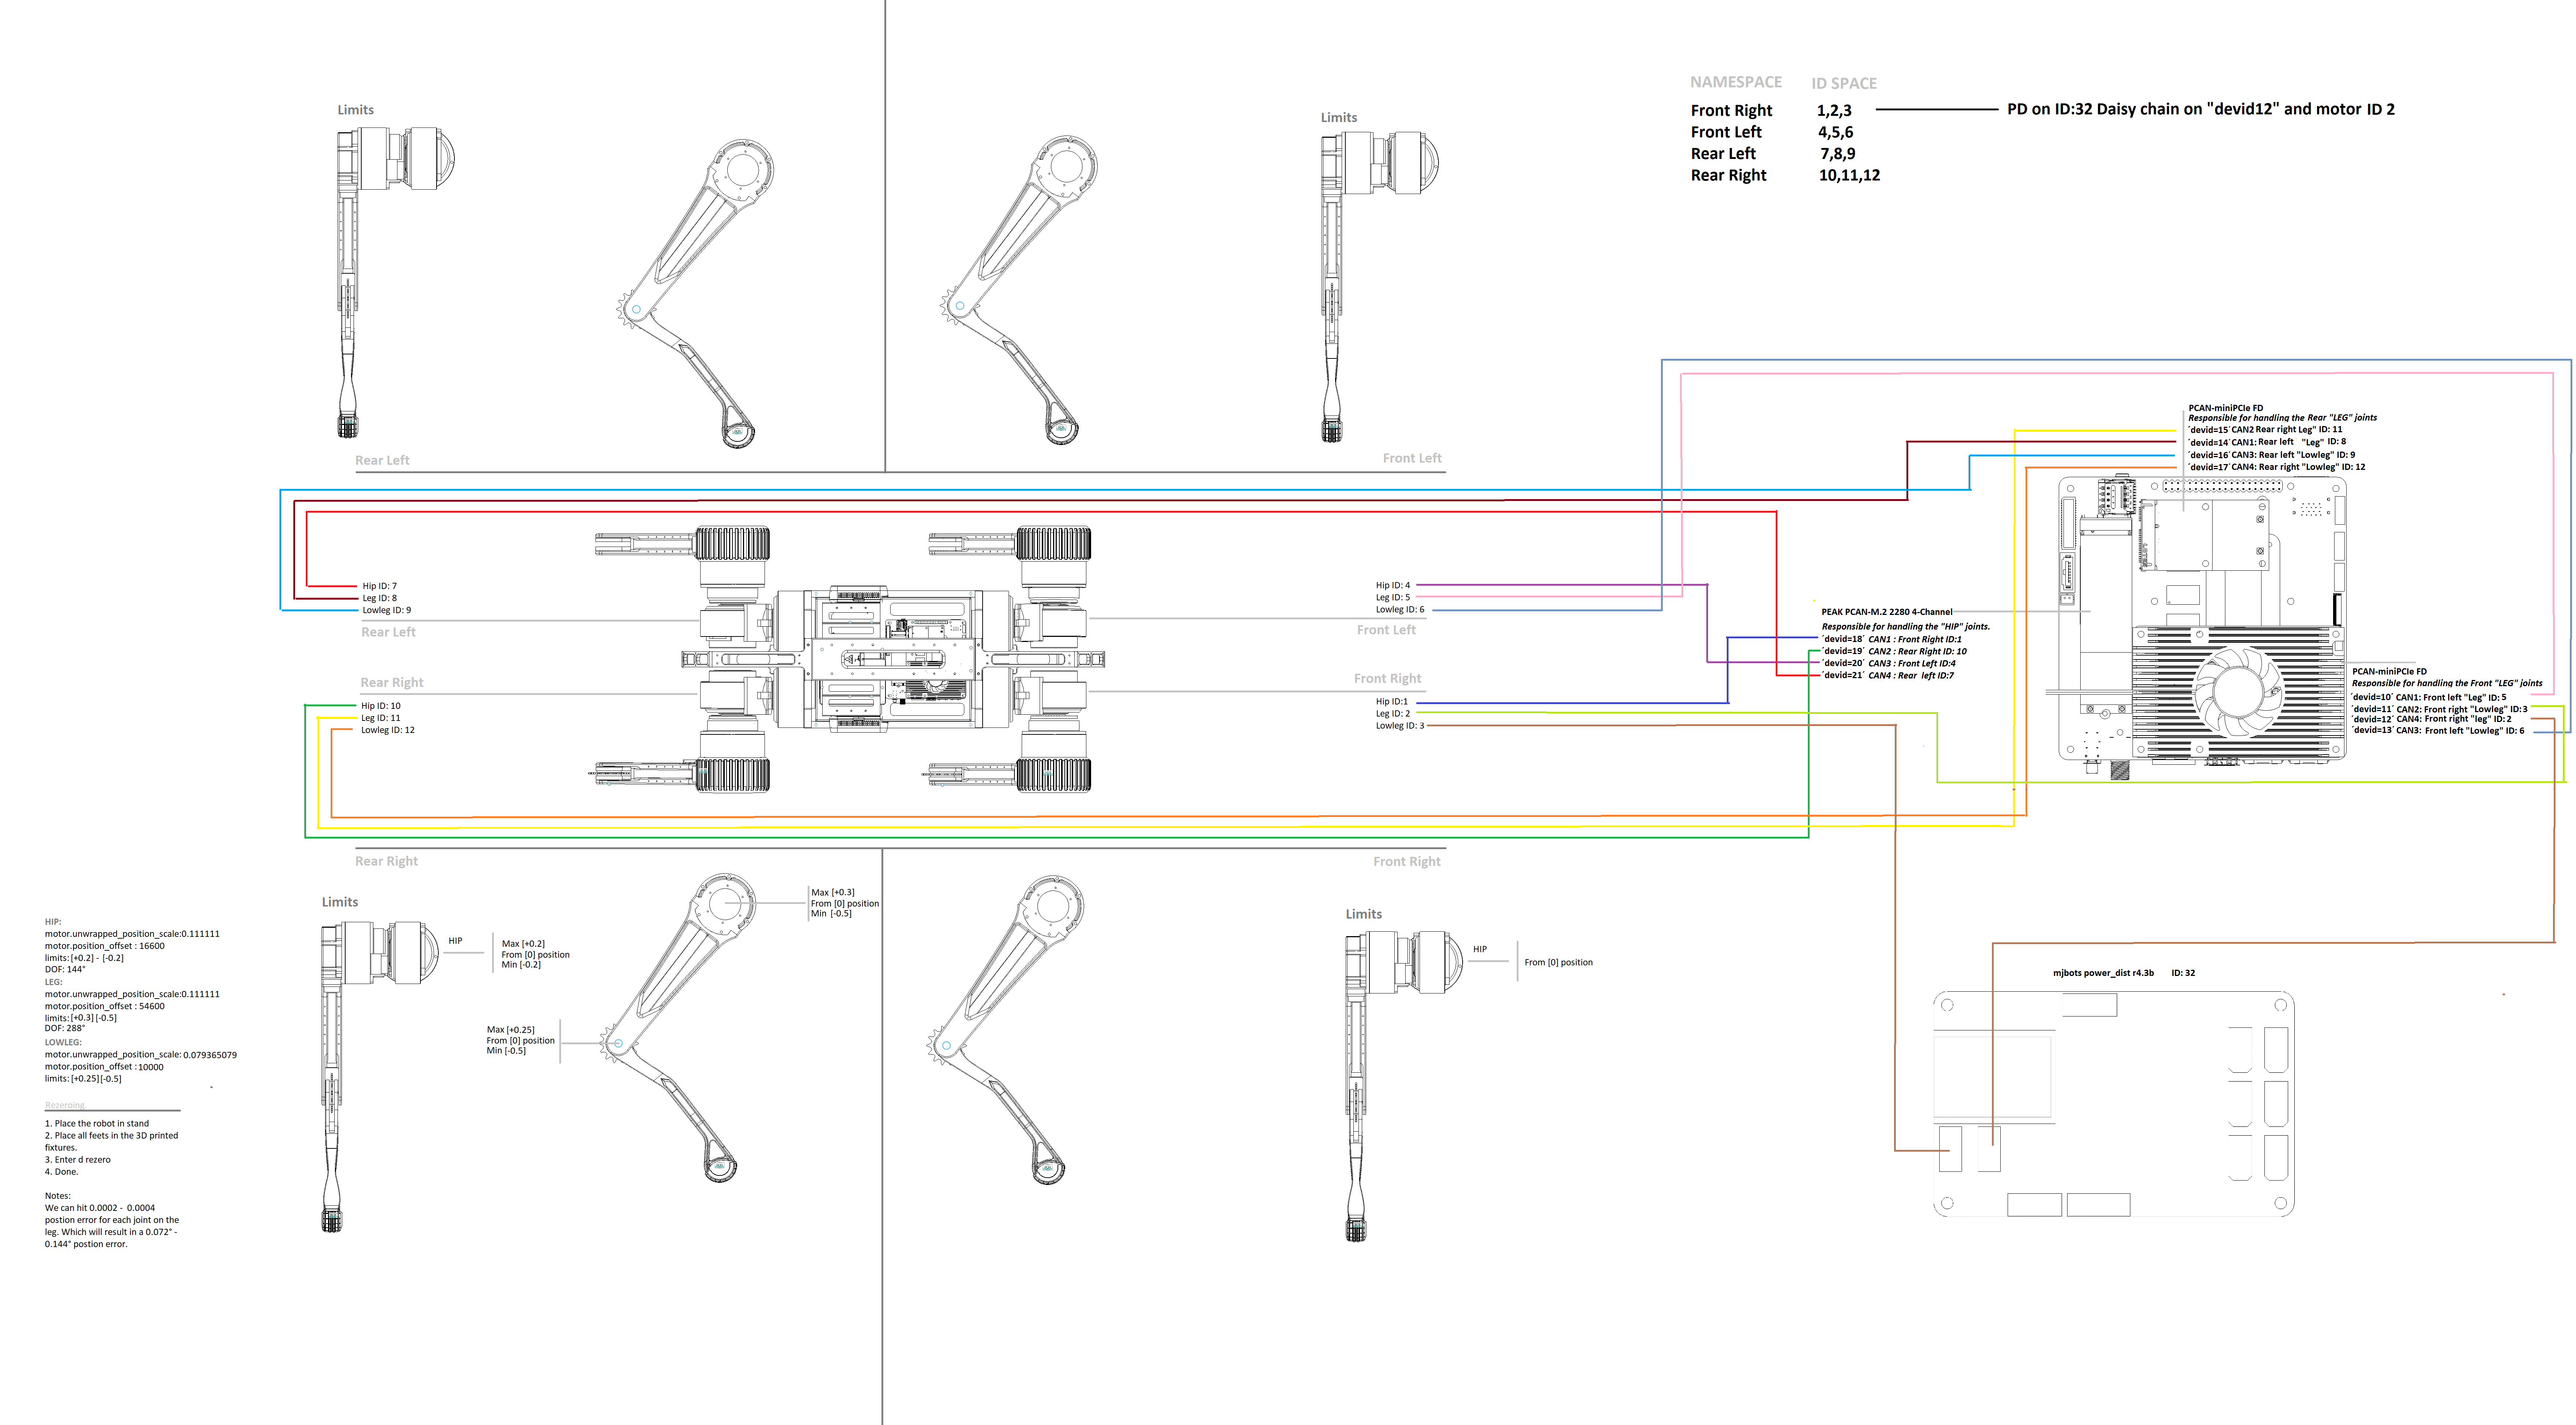 NAMESPACE ID SPACE
Front Right 1,2,3 PD on ID:32 Daisy chain on "devid12" and motor ID 2
Front Left 4,5,6
Rear Left 7,8,9
Rear Right 10,11,12
Limits
Limits
Rear Left
Front Left
PCAN-miniPCIe FD
Responsible for handling the Rear "LEG" joints
´devid=15´CAN2 Rear right Leg" ID: 11
´devid=14´CAN1: Rear left "Leg" ID: 8
´devid=16´CAN3: Rear left "Lowleg" ID: 9
´devid=17´CAN4: Rear right "Lowleg" ID: 12
Hip ID: 7
Leg ID: 8
Lowleg ID: 9
Rear Left
Hip ID: 4
Leg ID: 5
Lowleg ID: 6
Front Left
PEAK PCAN-M.2 2280 4-Channel
Responsible for handling the "HIP" joints.
´devid=18´ CAN1 : Front Right ID:1
´devid=19´ CAN2 : Rear Right ID: 10
´devid=20´ CAN3 : Front Left ID:4
´devid=21´ CAN4 : Rear left ID:7
PCAN-miniPCIe FD
Responsible for handling the Front "LEG" joints
´devid=10´ CAN1: Front left "Leg" ID: 5
´devid=11´ CAN2: Front right "Lowleg" ID: 3
´devid=12´ CAN4: Front right "leg" ID: 2
´devid=13´ CAN3: Front left "Lowleg" ID: 6
Rear Right
Hip ID: 10
Leg ID: 11
Lowleg ID: 12
Front Right
Hip ID:1
Leg ID: 2
Lowleg ID: 3
Rear Right
Front Right
HIP:
motor.unwrapped_position_scale:0.111111
motor.position_offset : 16600
limits: [+0.2] - [-0.2]
DOF: 144°
LEG:
motor.unwrapped_position_scale:0.111111
motor.position_offset : 54600
limits: [+0.3] [-0.5]
DOF: 288°
LOWLEG:
motor.unwrapped_position_scale: 0.079365079
motor.position_offset : 10000
limits: [+0.25] [-0.5]
Rezeroing.
1. Place the robot in stand
2. Place all feets in the 3D printed
fixtures.
3. Enter d rezero
4. Done.
Notes:
We can hit 0.0002 - 0.0004
postion error for each joint on the
leg. Which will result in a 0.072° -
0.144° postion error.
Limits
HIP
Max [+0.2]
From [0] position
Min [-0.2]
Max [+0.3]
From [0] position
Min [-0.5]
Max [+0.25]
From [0] position
Min [-0.5]
Limits
HIP
From [0] position
mjbots power_dist r4.3b ID: 32